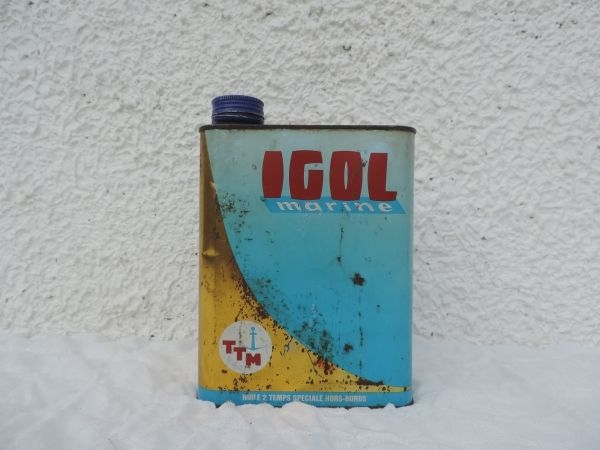 IGOL
marine
TTM
HUILE 2 TEMPS SPECIALE HORS-BORDS